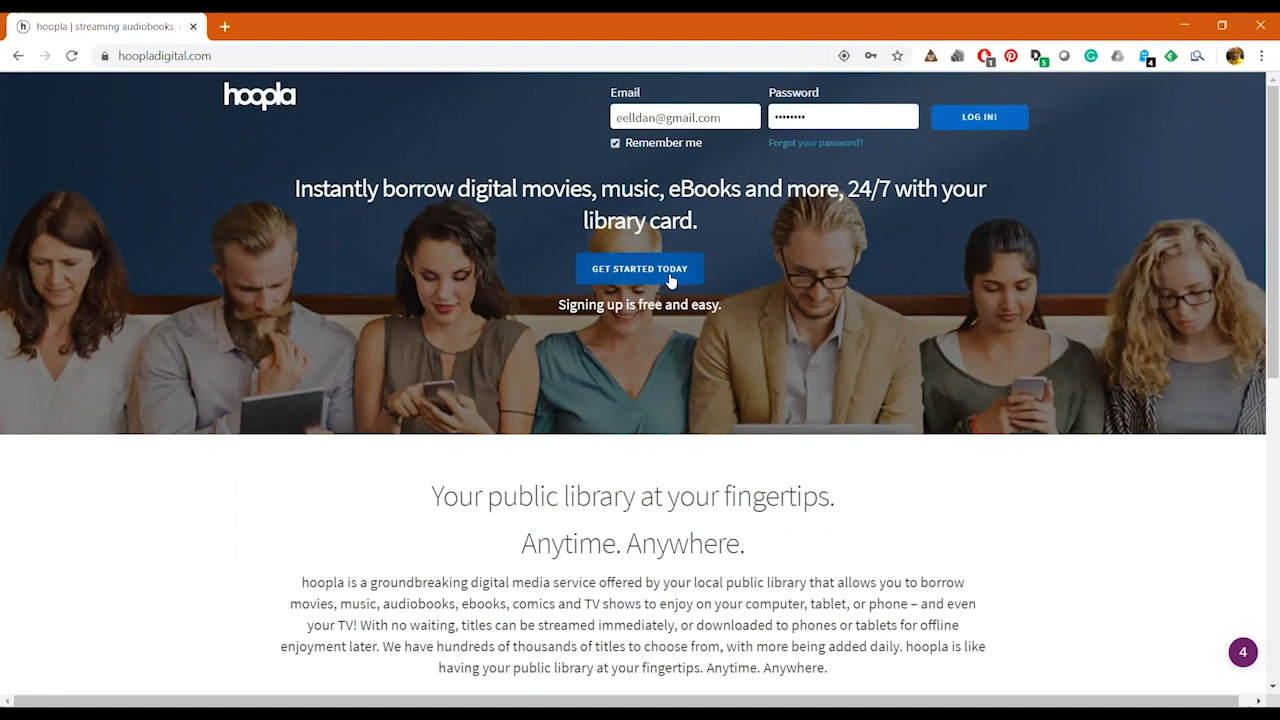 hoopla | streaming audiobooks,
hoopladigital.com
1
D
5
4
hoopla
Email
Password
eelldan@gmail.com
••••••••
LOG IN!
Remember me
Forgot your password?
Instantly borrow digital movies, music, eBooks and more, 24/7 with your
library card.
GET STARTED TODAY
Signing up is free and easy.
Your public library at your fingertips.
Anytime. Anywhere.
hoopla is a groundbreaking digital media service offered by your local public library that allows you to borrow
movies, music, audiobooks, ebooks, comics and TV shows to enjoy on your computer, tablet, or phone – and even
your TV! With no waiting, titles can be streamed immediately, or downloaded to phones or tablets for offline
enjoyment later. We have hundreds of thousands of titles to choose from, with more being added daily. hoopla is like
having your public library at your fingertips. Anytime. Anywhere.
4